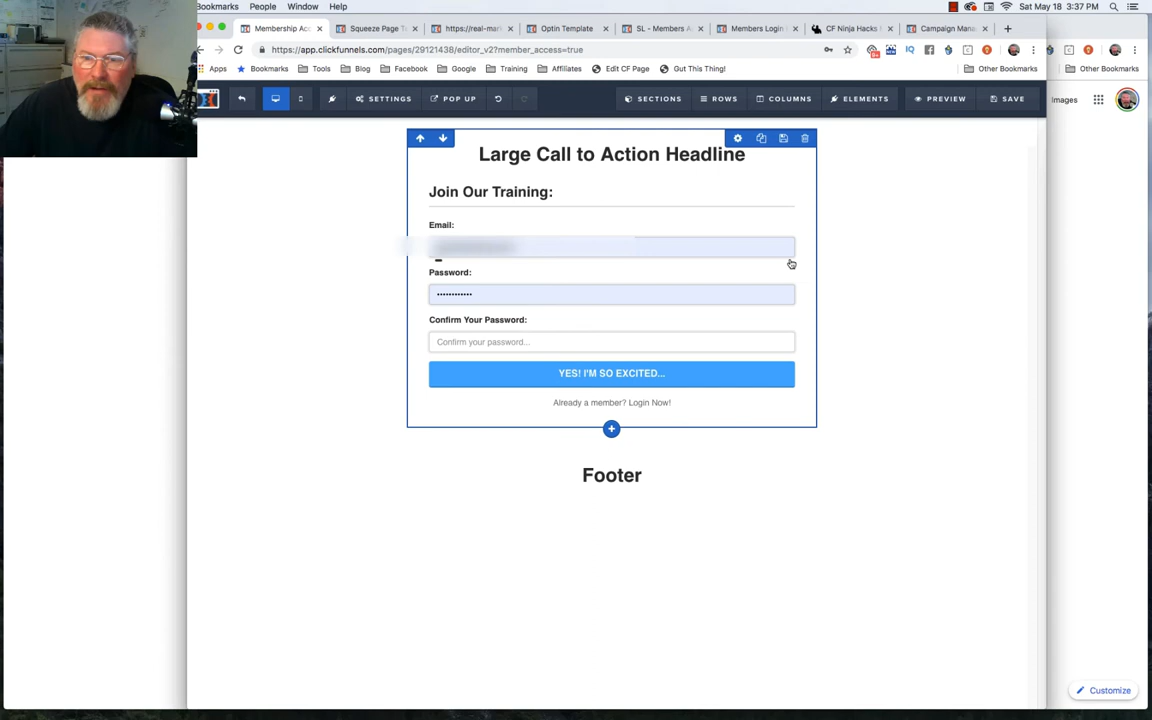 Bookmarks People Window Help Sat May 18 3:37 PM
Membership Acc Squeeze Page T https://real-mar Optin Template SL - Members A Members Login CF Ninja Hacks Campaign Mana
https://app.clickfunnels.com/pages/29121438/editor_v2?member_access=true
Apps Bookmarks Tools Blog Facebook Google Training Affiliates Edit CF Page Gut This Thing! Other Bookmarks Other Bookmarks
SETTINGS POP UP SECTIONS ROWS COLUMNS ELEMENTS PREVIEW SAVE Images
Large Call to Action Headline
Join Our Training:
Email:
Password:
••••••••••••
Confirm Your Password:
Confirm your password...
YES! I'M SO EXCITED...
Already a member? Login Now!
Footer
Customize